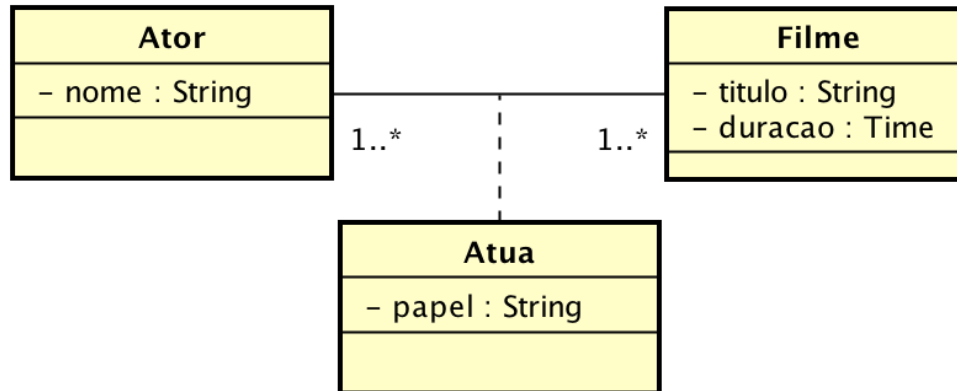 Ator
- nome : String
Filme
- titulo : String
- duracao : Time
1..*
1..*
Atua
- papel : String